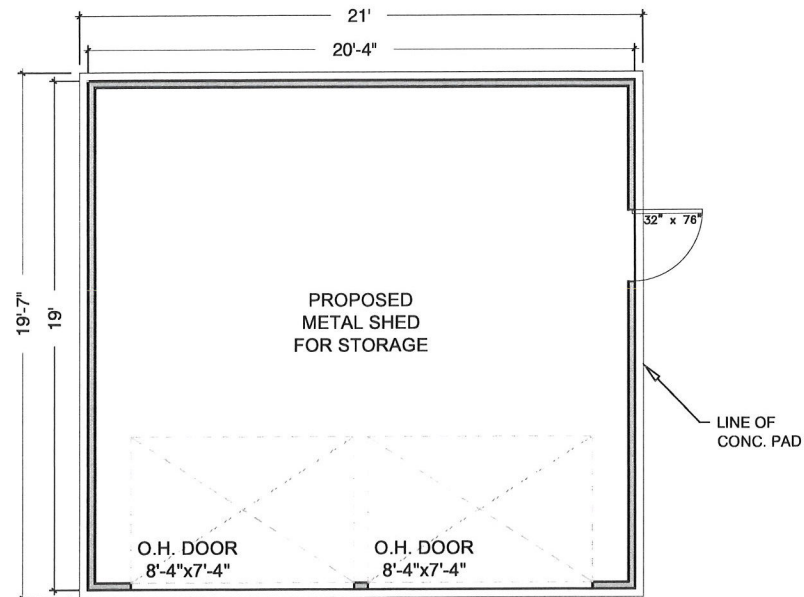 21'
20'-4"
19'-7"
19'
32" x 76"
PROPOSED
METAL SHED
FOR STORAGE
LINE OF
CONC. PAD
O.H. DOOR
8'-4"x7'-4"
O.H. DOOR
8'-4"x7'-4"